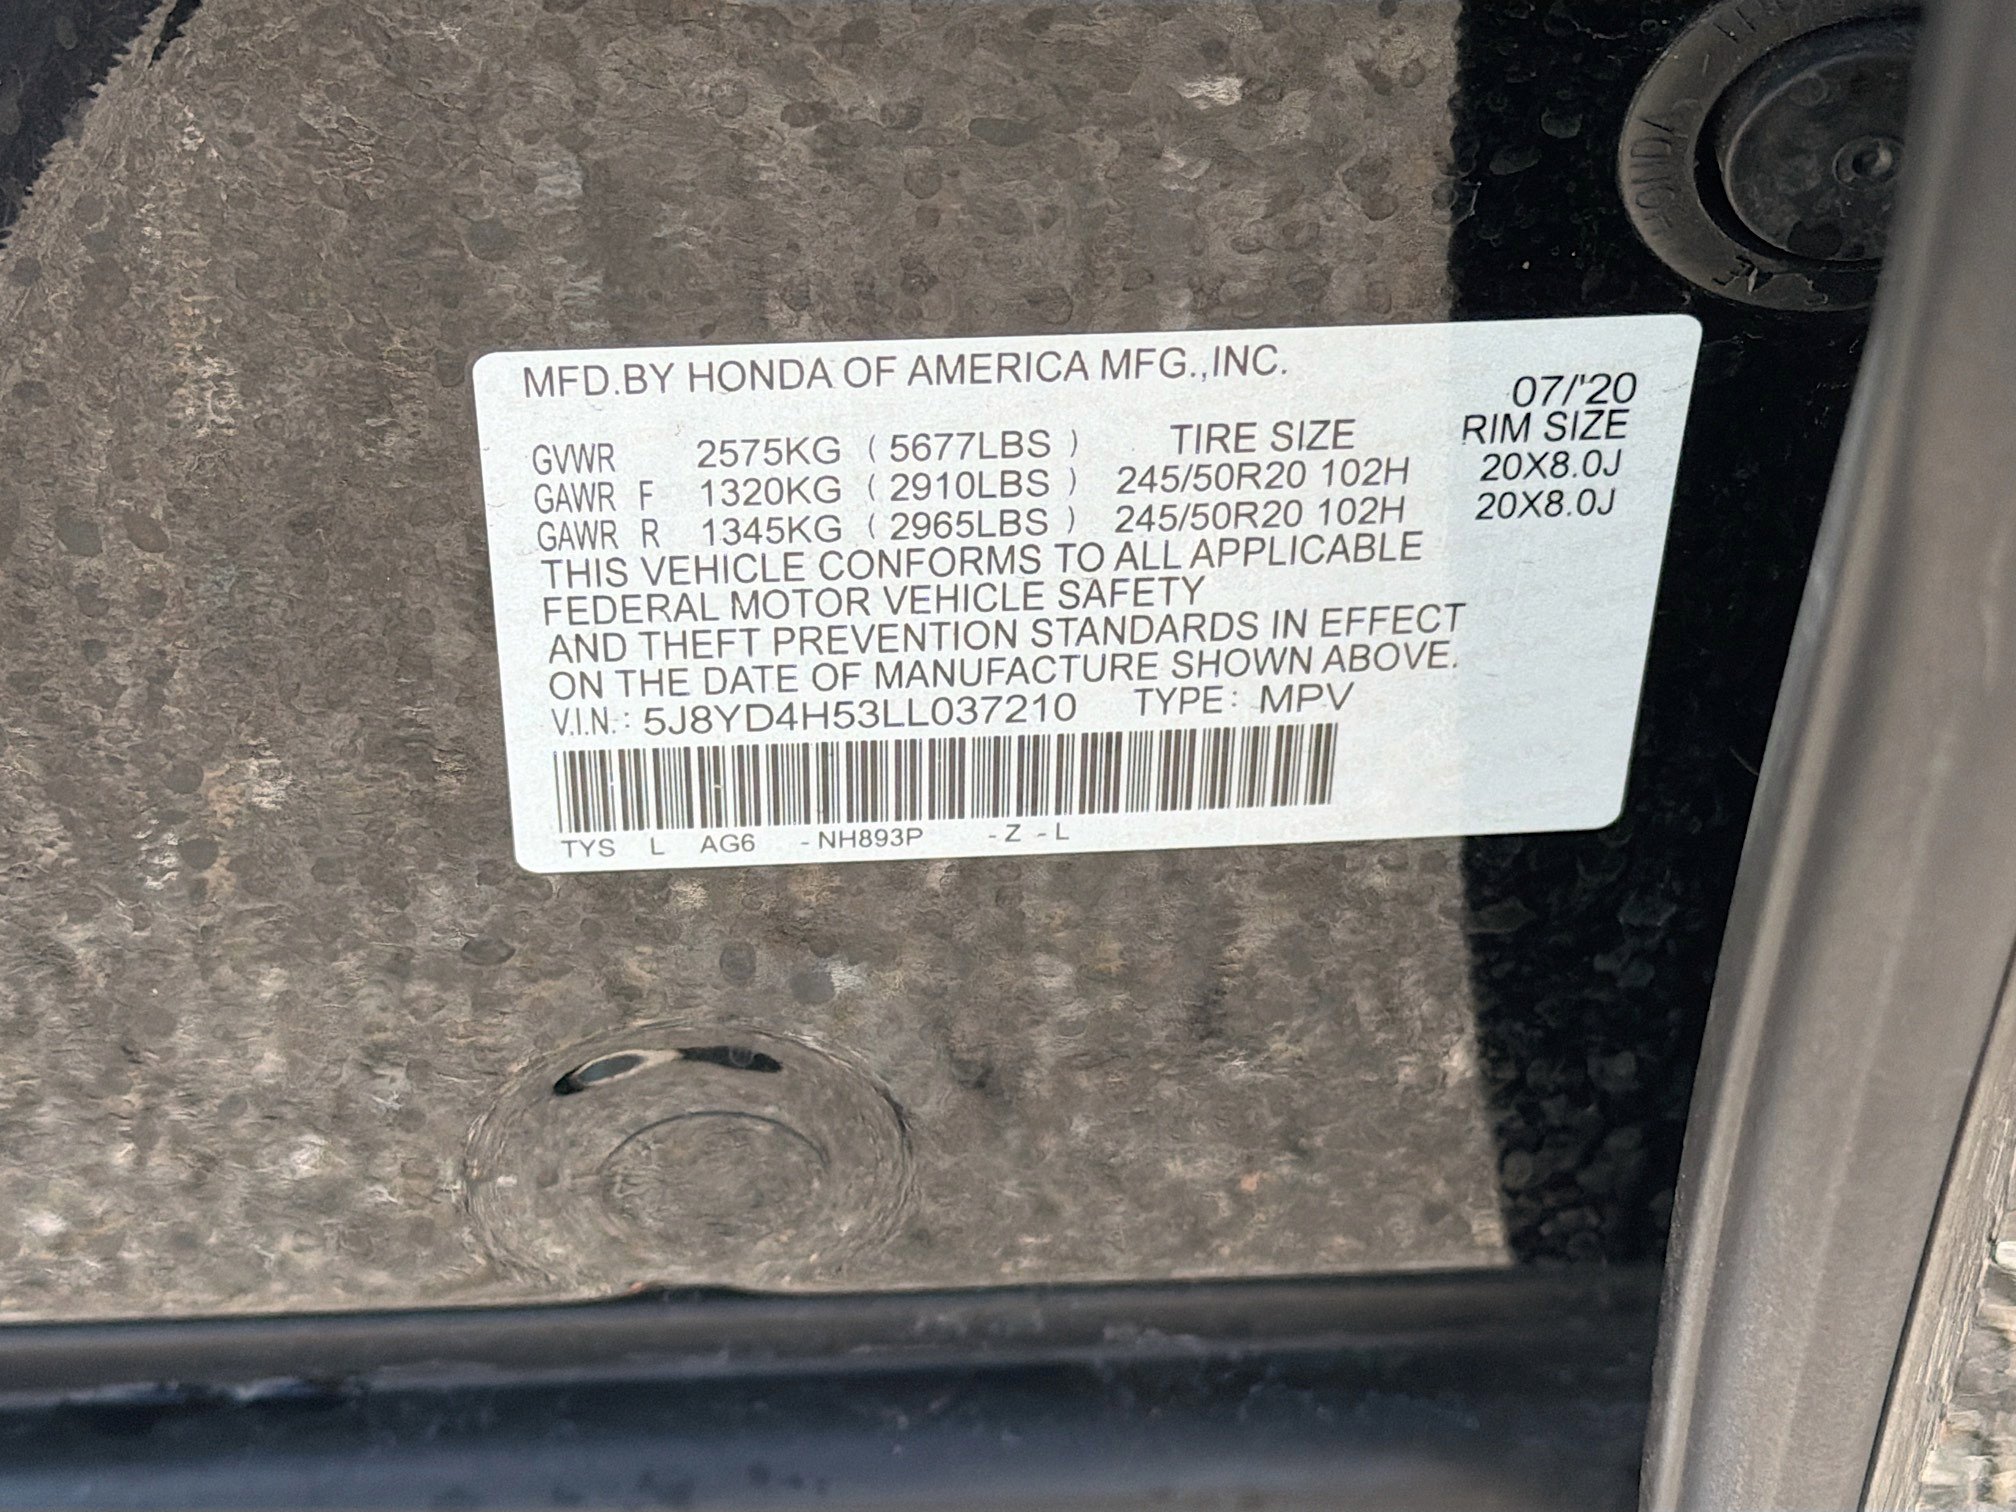 MFD.BY HONDA OF AMERICA MFG.,INC. 07/'20
GVWR 2575KG ( 5677LBS ) TIRE SIZE RIM SIZE
GAWR F 1320KG ( 2910LBS ) 245/50R20 102H 20X8.0J
GAWR R 1345KG ( 2965LBS ) 245/50R20 102H 20X8.0J
THIS VEHICLE CONFORMS TO ALL APPLICABLE
FEDERAL MOTOR VEHICLE SAFETY
AND THEFT PREVENTION STANDARDS IN EFFECT
ON THE DATE OF MANUFACTURE SHOWN ABOVE.
V.I.N.: 5J8YD4H53LL037210 TYPE: MPV
TYS L AG6 -NH893P -Z -L
HONDA